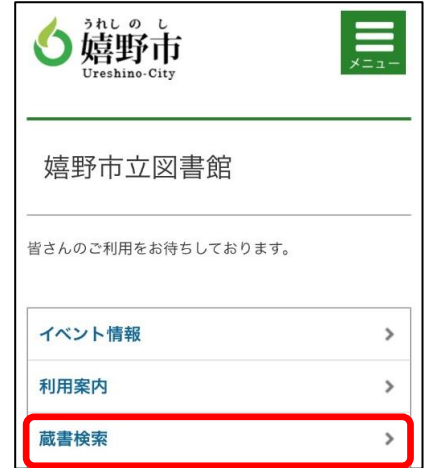 うれしのし
嬉野市
Ureshino-City
メニュー
嬉野市立図書館
皆さんのご利用をお待ちしております。
イベント情報
利用案内
蔵書検索